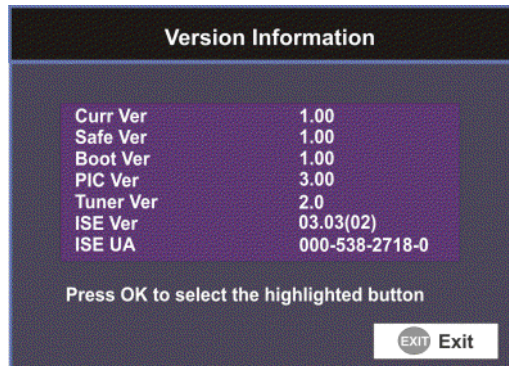 Version Information
Curr Ver 1.00
Safe Ver 1.00
Boot Ver 1.00
PIC Ver 3.00
Tuner Ver 2.0
ISE Ver 03.03(02)
ISE UA 000-538-2718-0
Press OK to select the highlighted button
EXIT Exit